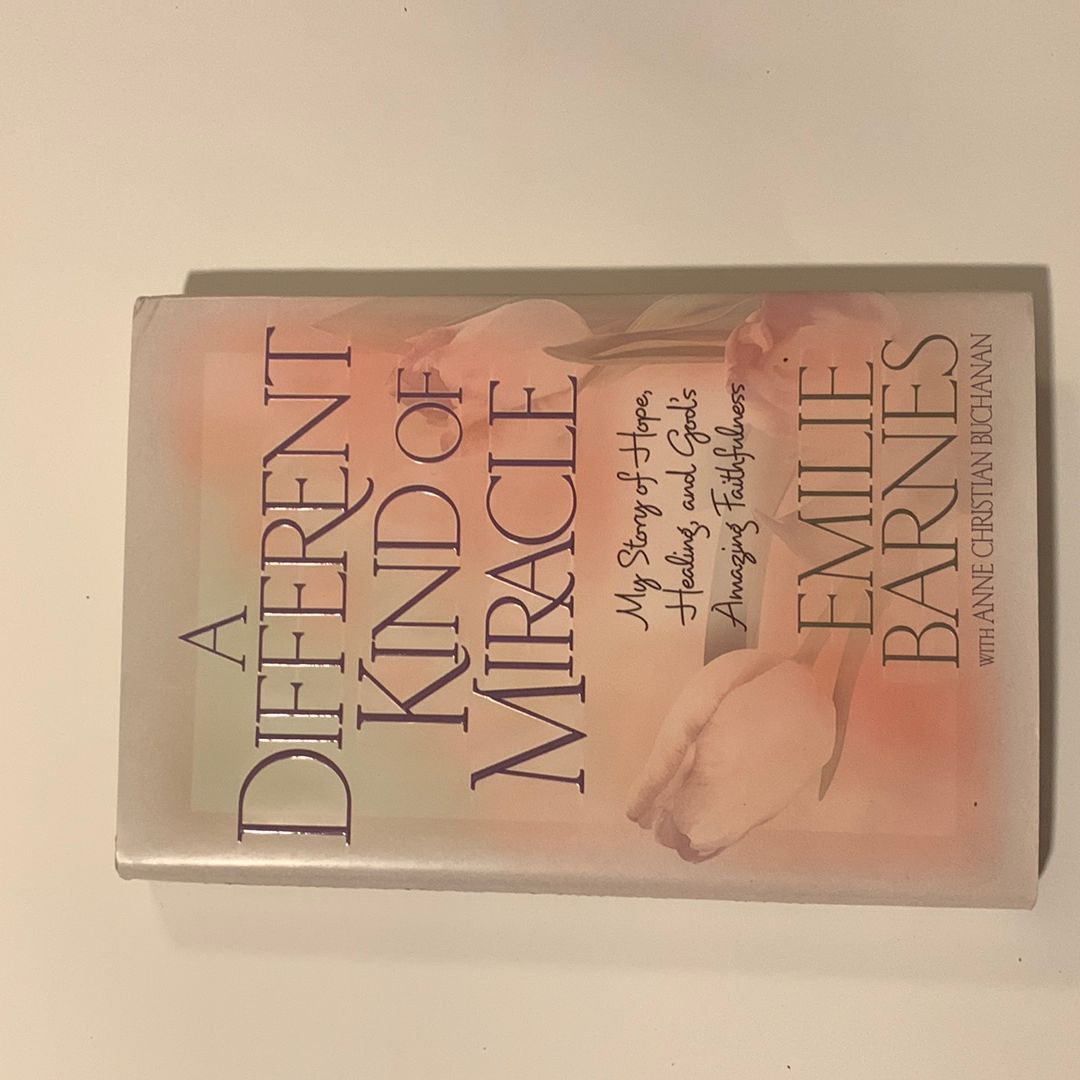 A
DIFFERENT
KIND OF
MIRACLE
My Story of Hope,
Healing, and God's
Amazing Faithfulness
EMILIE
BARNES
WITH ANNE CHRISTIAN BUCHANAN